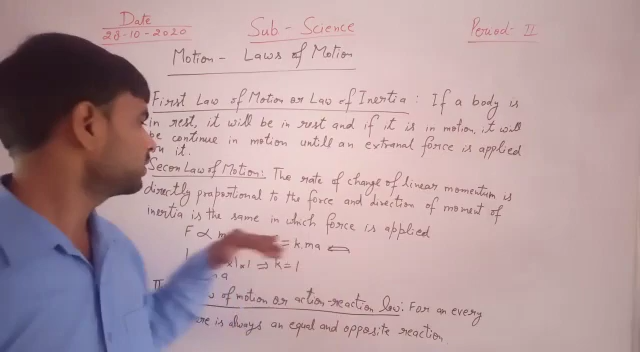 Date
28-10-2020
Sub - Science
Period - II
Motion - Laws of Motion
First Law of Motion or Law of Inertia : If a body is
in rest, it will be in rest and if it is in motion, it will
be continue in motion untill an extranal force is applied
on it.
Secon Law of Motion: The rate of change of linear momentum is
directly propotional to the force and direction of moment of
inertia is the same in which force is applied
F ∝ = k.ma
⇒ k = 1
of motion or action-reaction law: For an every
is always an equal and opposite reaction.